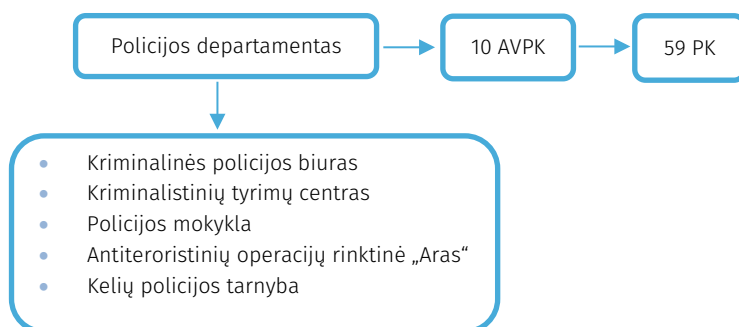 Policijos departamentas
10 AVPK
59 PK
• Kriminalinės policijos biuras
• Kriminalistinių tyrimų centras
• Policijos mokykla
• Antiteroristinių operacijų rinktinė „Aras“
• Kelių policijos tarnyba